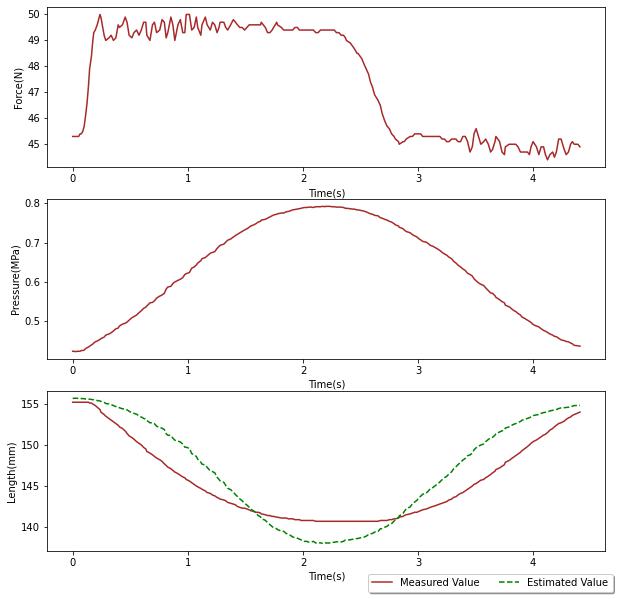 50
49
48
47
46
45
Force(N)
0 1 2 3 4
Time(s)
0.8
0.7
0.6
0.5
Pressure(MPa)
0 1 2 3 4
Time(s)
155
150
145
140
Length(mm)
0 1 2 3 4
Time(s)
Measured Value Estimated Value